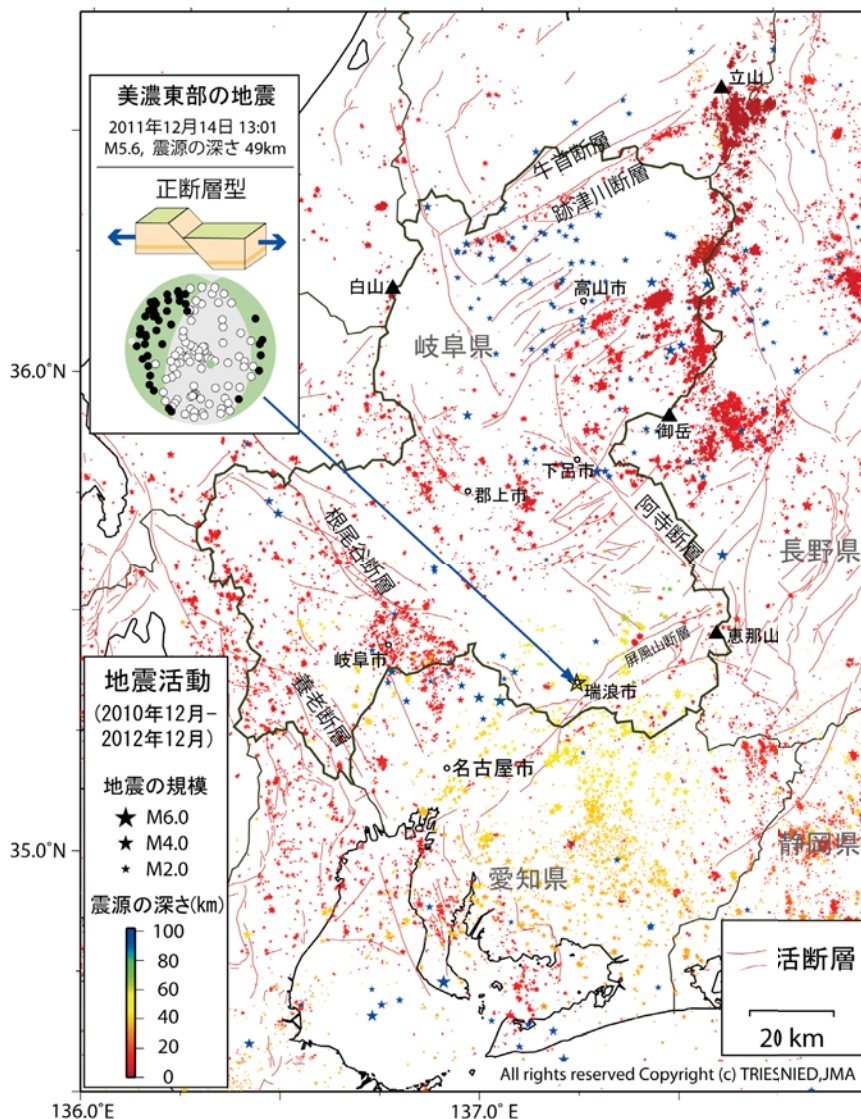 美濃東部の地震
2011年12月14日 13:01
M5.6, 震源の深さ 49km
正断層型
立山
牛首断層
跡津川断層
白山
高山市
岐阜県
36.0°N
御岳
下呂市
郡上市
阿寺断層
根尾谷断層
長野県
恵那山
屏風山断層
岐阜市
瑞浪市
養老断層
地震活動
(2010年12月−
2012年12月)
地震の規模
M6.0
M4.0
M2.0
名古屋市
35.0°N
静岡県
愛知県
震源の深さ(km)
100
80
60
40
20
0
活断層
20 km
All rights reserved Copyright (c) TRIESNIED,JMA
136.0°E
137.0°E